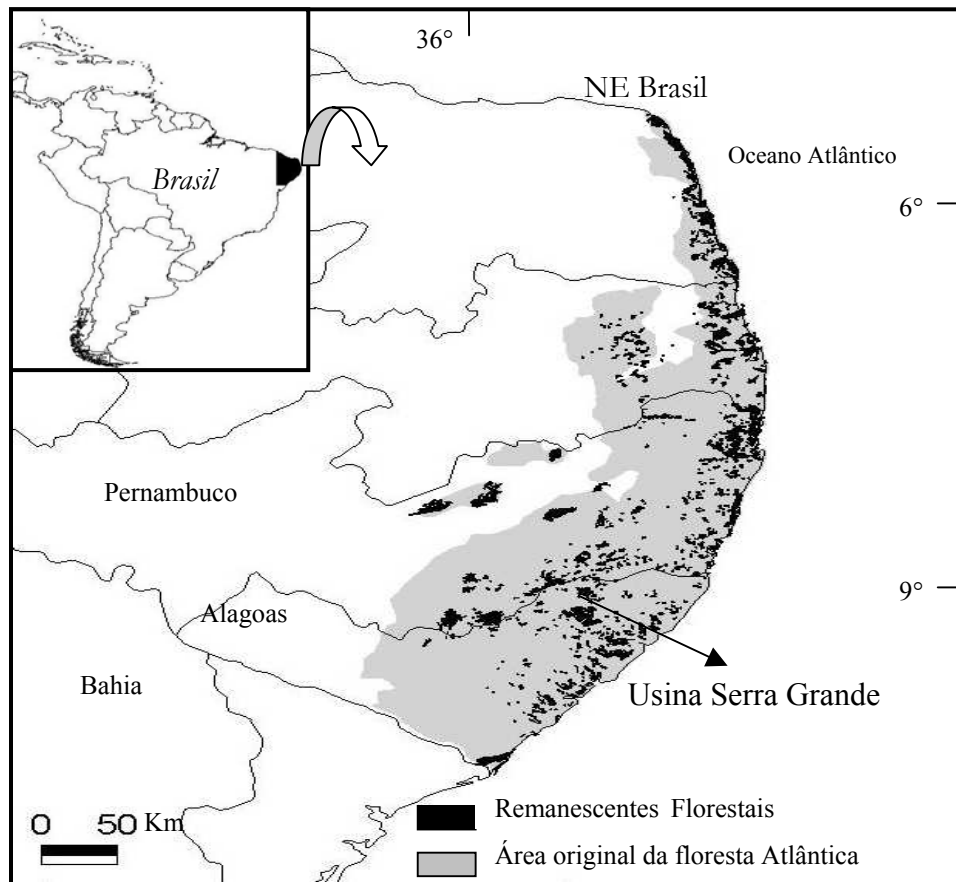 36°
NE Brasil
Oceano Atlântico
Brasil
6°
Pernambuco
9°
Alagoas
Bahia
Usina Serra Grande
0 50 Km
Remanescentes Florestais
Área original da floresta Atlântica